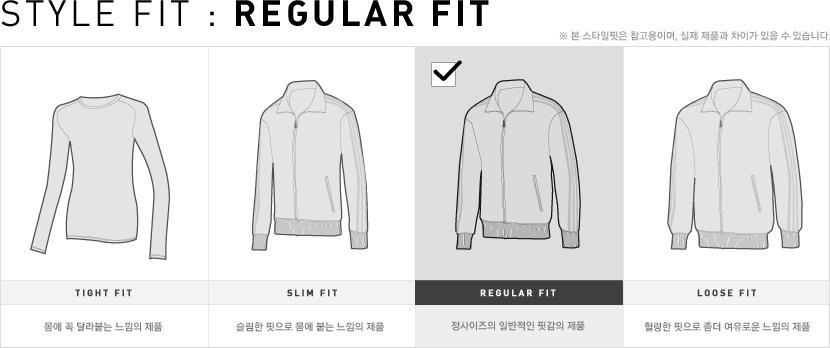 STYLE FIT : REGULAR FIT
※ 본 스타일핏은 참고용이며, 실제 제품과 차이가 있을 수 있습니다.
TIGHT FIT
SLIM FIT
REGULAR FIT
LOOSE FIT
몸에 꼭 달라붙는 느낌의 제품
슬림한 핏으로 몸에 붙는 느낌의 제품
정사이즈의 일반적인 핏감의 제품
헐렁한 핏으로 좀더 여유로운 느낌의 제품